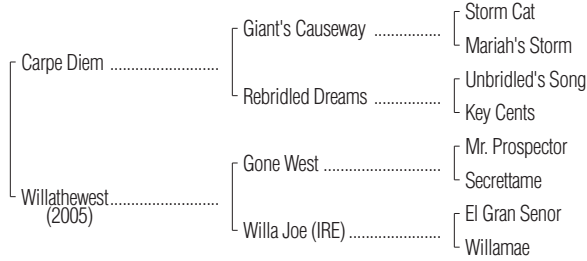 Storm Cat
Giant's Causeway ................
Mariah's Storm
Carpe Diem ..........................
Unbridled's Song
Rebridled Dreams ................
Key Cents
Mr. Prospector
Gone West ............................
Secrettame
Willathewest..........................
(2005)
El Gran Senor
Willa Joe (IRE) ......................
Willamae